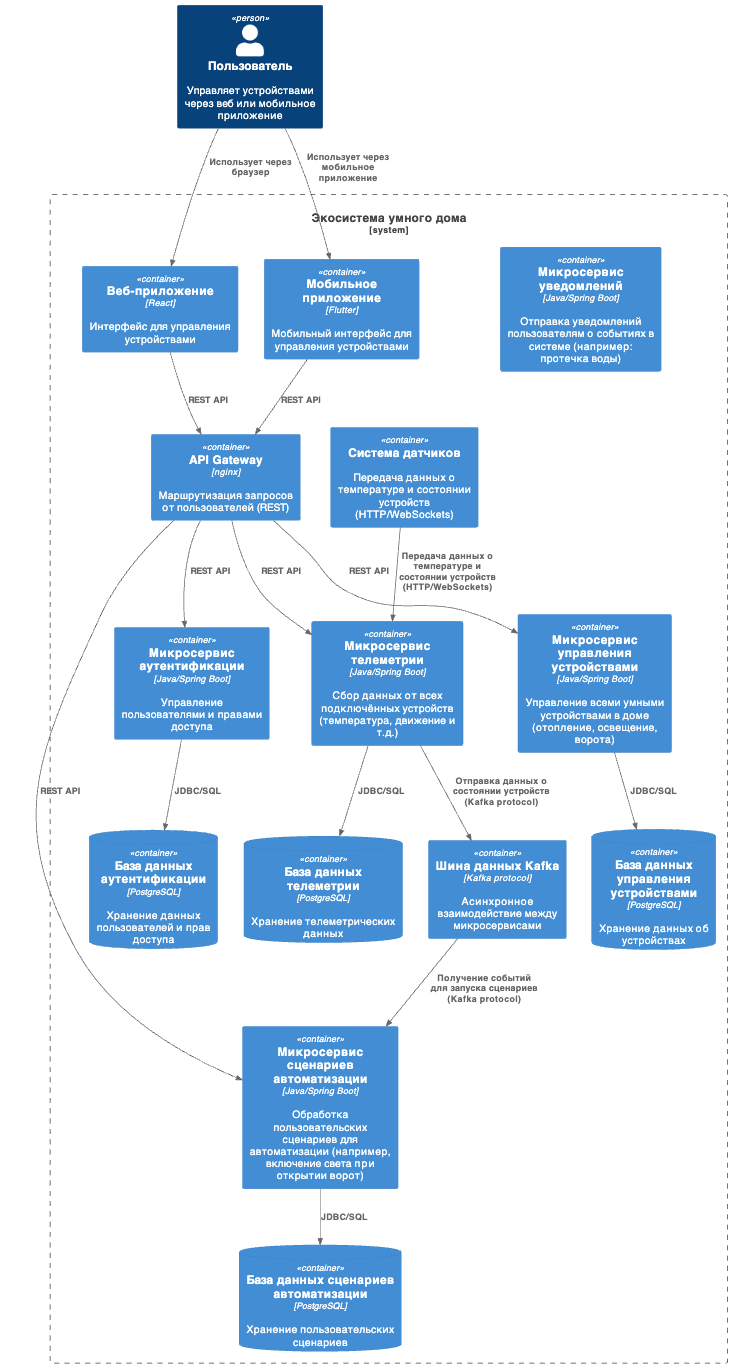 «person»
Пользователь
Управляет устройствами
через веб или мобильное
приложение
Использует через
браузер
Использует через
мобильное
приложение
Экосистема умного дома
[system]
«container»
Веб-приложение
[React]
Интерфейс для управления
устройствами
«container»
Мобильное
приложение
[Flutter]
Мобильный интерфейс для
управления устройствами
«container»
Микросервис
уведомлений
[Java/Spring Boot]
Отправка уведомлений
пользователям о событиях в
системе (например:
протечка воды)
REST API
REST API
«container»
API Gateway
[nginx]
Маршрутизация запросов
от пользователей (REST)
«container»
Система датчиков
Передача данных о
температуре и состоянии
устройств
(HTTP/WebSockets)
REST API
REST API
REST API
Передача данных о
температуре и
состоянии устройств
(HTTP/WebSockets)
«container»
Микросервис
аутентификации
[Java/Spring Boot]
Управление
пользователями и правами
доступа
«container»
Микросервис
телеметрии
[Java/Spring Boot]
Сбор данных от всех
подключённых устройств
(температура, движение и
т.д.)
«container»
Микросервис
управления
устройствами
[Java/Spring Boot]
Управление всеми умными
устройствами в доме
(отопление, освещение,
ворота)
REST API
JDBC/SQL
JDBC/SQL
Отправка данных о
состоянии устройств
(Kafka protocol)
JDBC/SQL
«container»
База данных
аутентификации
[PostgreSQL]
Хранение данных
пользователей и прав
доступа
«container»
База данных
телеметрии
[PostgreSQL]
Хранение телеметрических
данных
«container»
Шина данных Kafka
[Kafka protocol]
Асинхронное
взаимодействие между
микросервисами
«container»
База данных
управления
устройствами
[PostgreSQL]
Хранение данных об
устройствах
Получение событий
для запуска сценариев
(Kafka protocol)
«container»
Микросервис
сценариев
автоматизации
[Java/Spring Boot]
Обработка
пользовательских
сценариев для
автоматизации (например,
включение света при
открытии ворот)
JDBC/SQL
«container»
База данных сценариев
автоматизации
[PostgreSQL]
Хранение пользовательских
сценариев